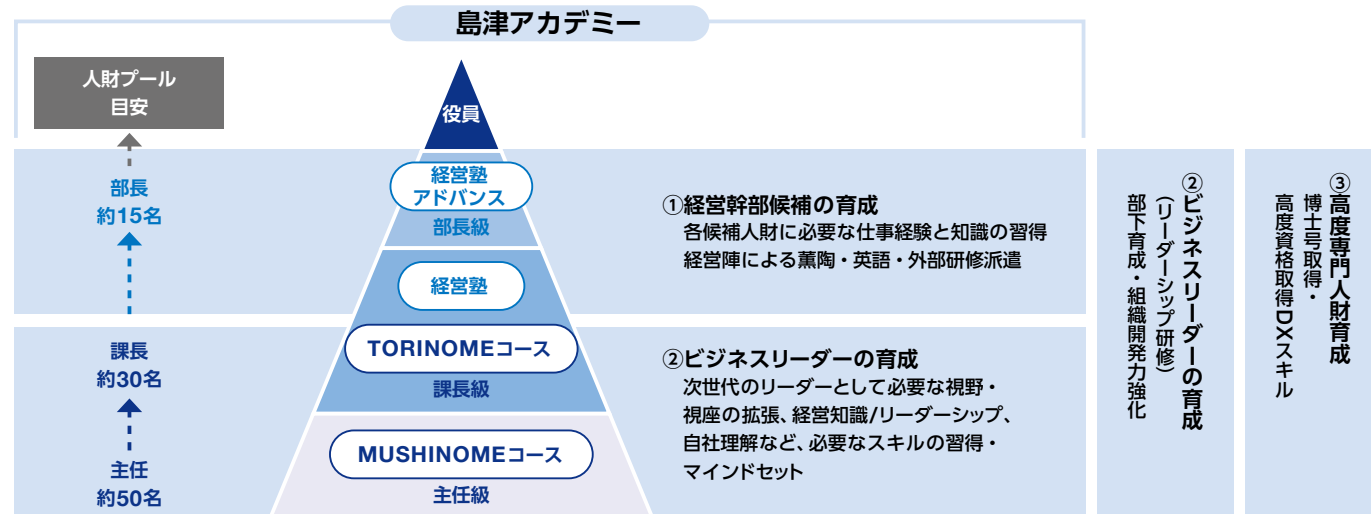 島津アカデミー
人財プール
目安
部長
約15名
課長
約30名
主任
約50名
役員
経営塾
アドバンス
部長級
経営塾
TORINOMEコース
課長級
MUSHINOMEコース
主任級
①経営幹部候補の育成
各候補人財に必要な仕事経験と知識の習得
経営陣による薫陶・英語・外部研修派遣
②ビジネスリーダーの育成
次世代のリーダーとして必要な視野・
視座の拡張、経営知識/リーダーシップ、
自社理解など、必要なスキルの習得・
マインドセット
②ビジネスリーダーの育成
（リーダーシップ研修）
部下育成・組織開発力強化
③高度専門人財育成
博士号取得・
高度資格取得DXスキル